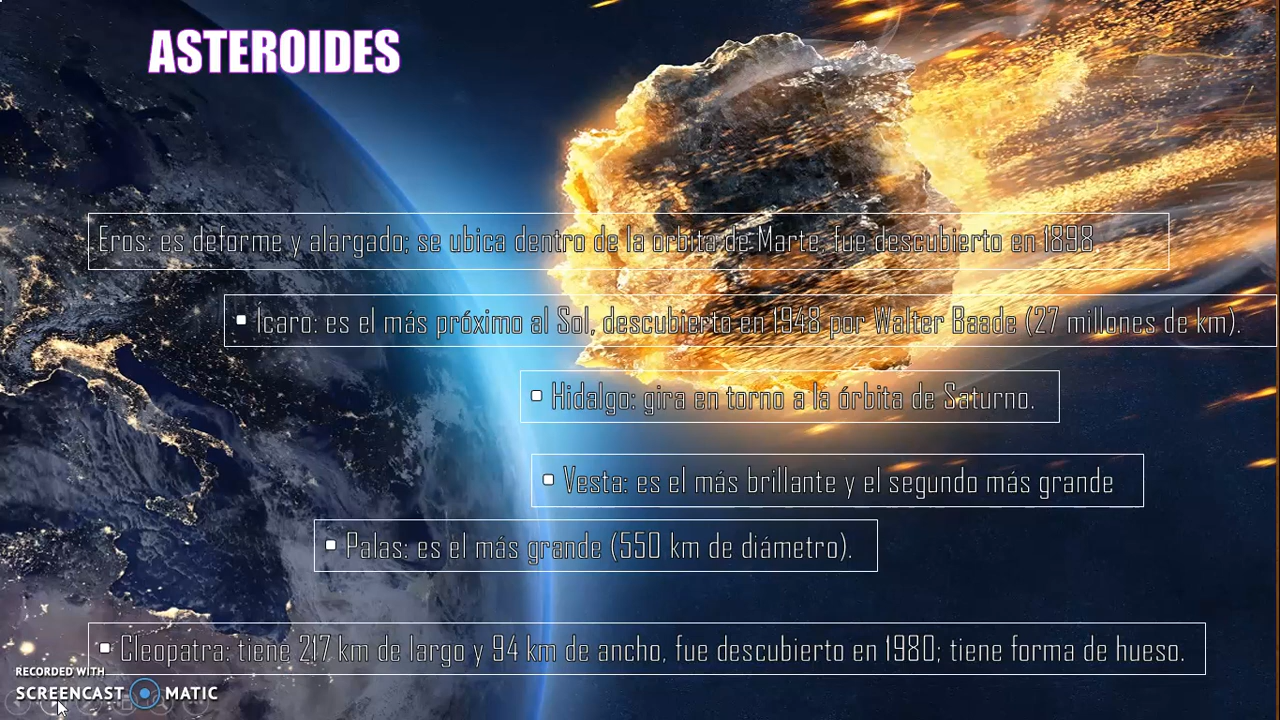 ASTEROIDES
Eros: es deforme y alargado; se ubica dentro de la orbita de Marte; fue descubierto en 1898
Ícaro: es el más próximo al Sol, descubierto en 1948 por Walter Baade (27 millones de km).
Hidalgo: gira en torno a la órbita de Saturno.
Vesta: es el más brillante y el segundo más grande
Palas: es el más grande (550 km de diámetro).
Cleopatra: tiene 217 km de largo y 94 km de ancho, fue descubierto en 1980; tiene forma de hueso.
RECORDED WITH
SCREENCAST MATIC